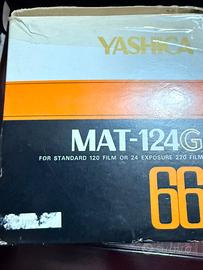 YASHICA
MAT-124G
FOR STANDARD 120 FILM OR 24 EXPOSURE 220 FILM
66